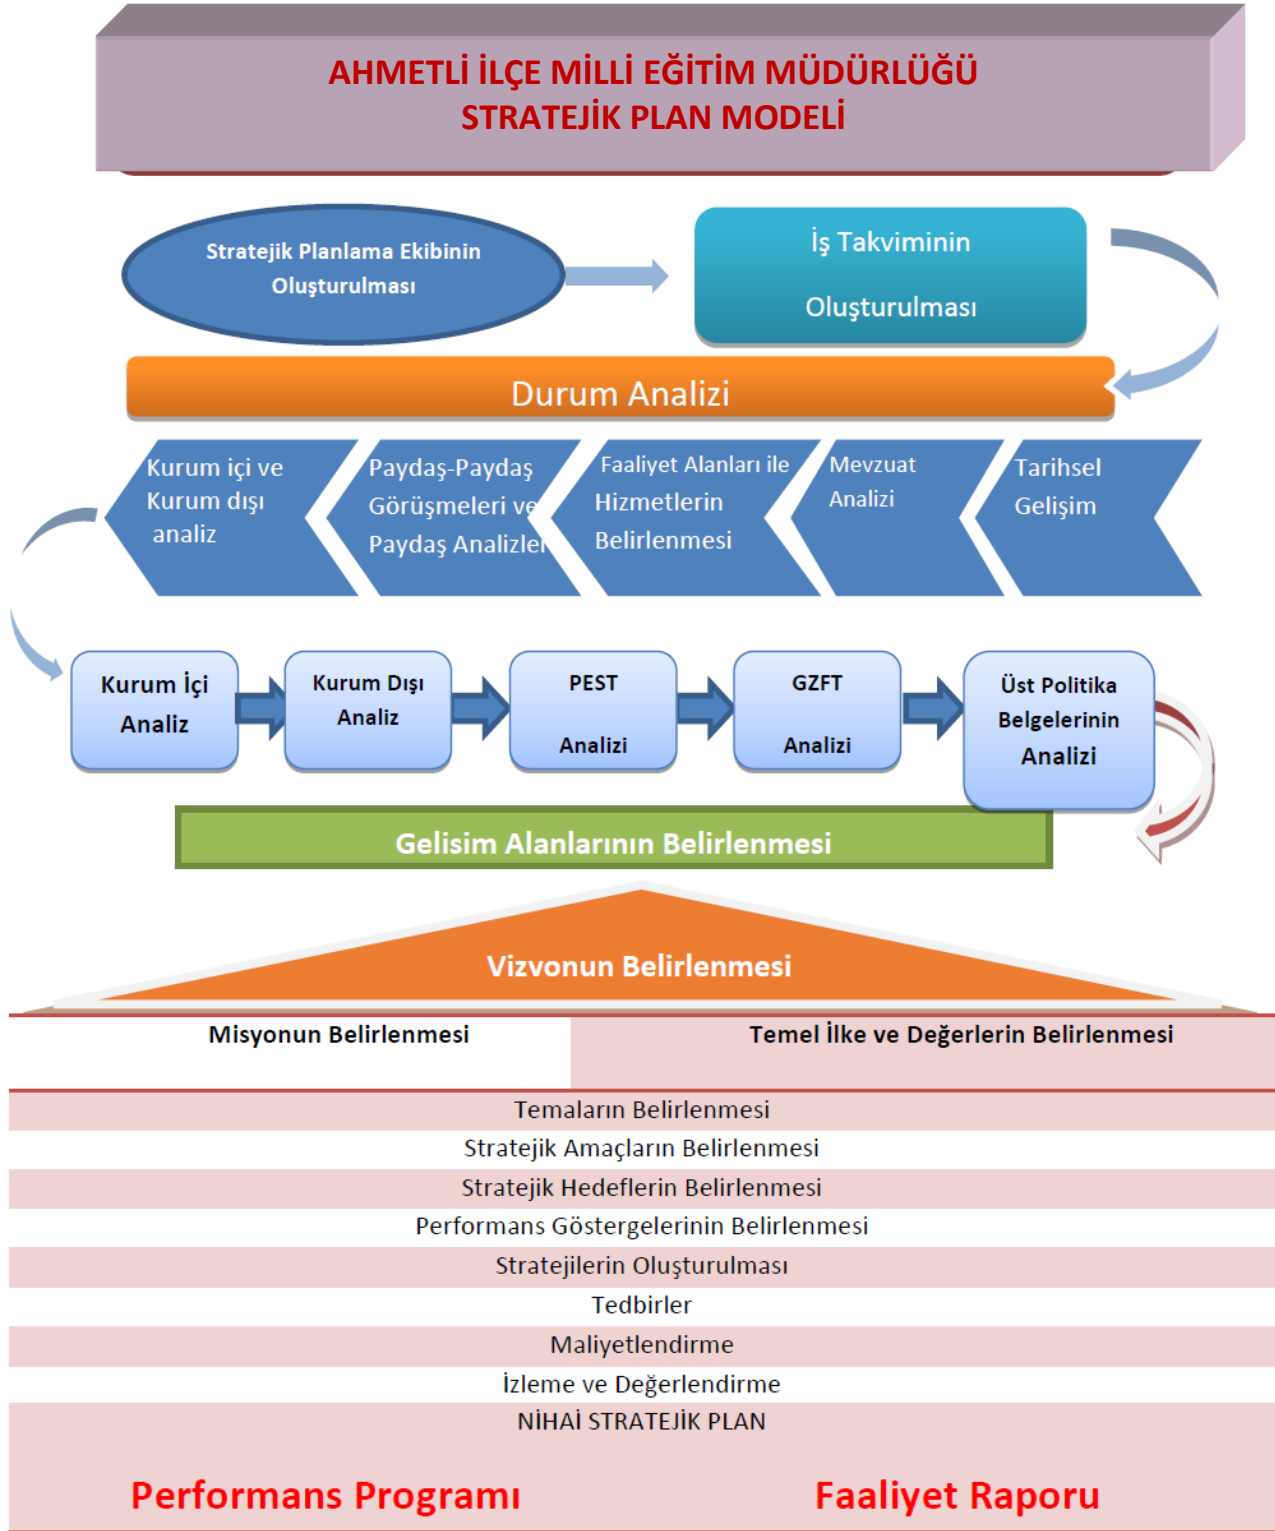 AHMETLİ İLÇE MİLLİ EĞİTİM MÜDÜRLÜĞÜ
STRATEJİK PLAN MODELİ
Stratejik Planlama Ekibinin
Oluşturulması
İş Takviminin
Oluşturulması
Durum Analizi
Kurum içi ve
Kurum dışı
analiz
Paydaş-Paydaş
Görüşmeleri ve
Paydaş Analizler
Faaliyet Alanları ile
Hizmetlerin
Belirlenmesi
Mevzuat
Analizi
Tarihsel
Gelişim
Kurum İçi
Analiz
Kurum Dışı
Analiz
PEST
Analizi
GZFT
Analizi
Üst Politika
Belgelerinin
Analizi
Gelisim Alanlarının Belirlenmesi
Vizvonun Belirlenmesi
Misyonun Belirlenmesi
Temel İlke ve Değerlerin Belirlenmesi
Temaların Belirlenmesi
Stratejik Amaçların Belirlenmesi
Stratejik Hedeflerin Belirlenmesi
Performans Göstergelerinin Belirlenmesi
Stratejilerin Oluşturulması
Tedbirler
Maliyetlendirme
İzleme ve Değerlendirme
NİHAİ STRATEJİK PLAN
Performans Programı
Faaliyet Raporu